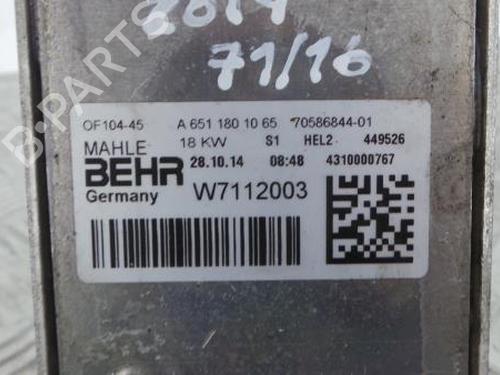 2014
71/16
OF104-45 A 651 180 10 65 70586844-01
MAHLE 18 KW S1 HEL2 449526
BEHR 28.10.14 08:48 4310000767
Germany W7112003
B-PARTS